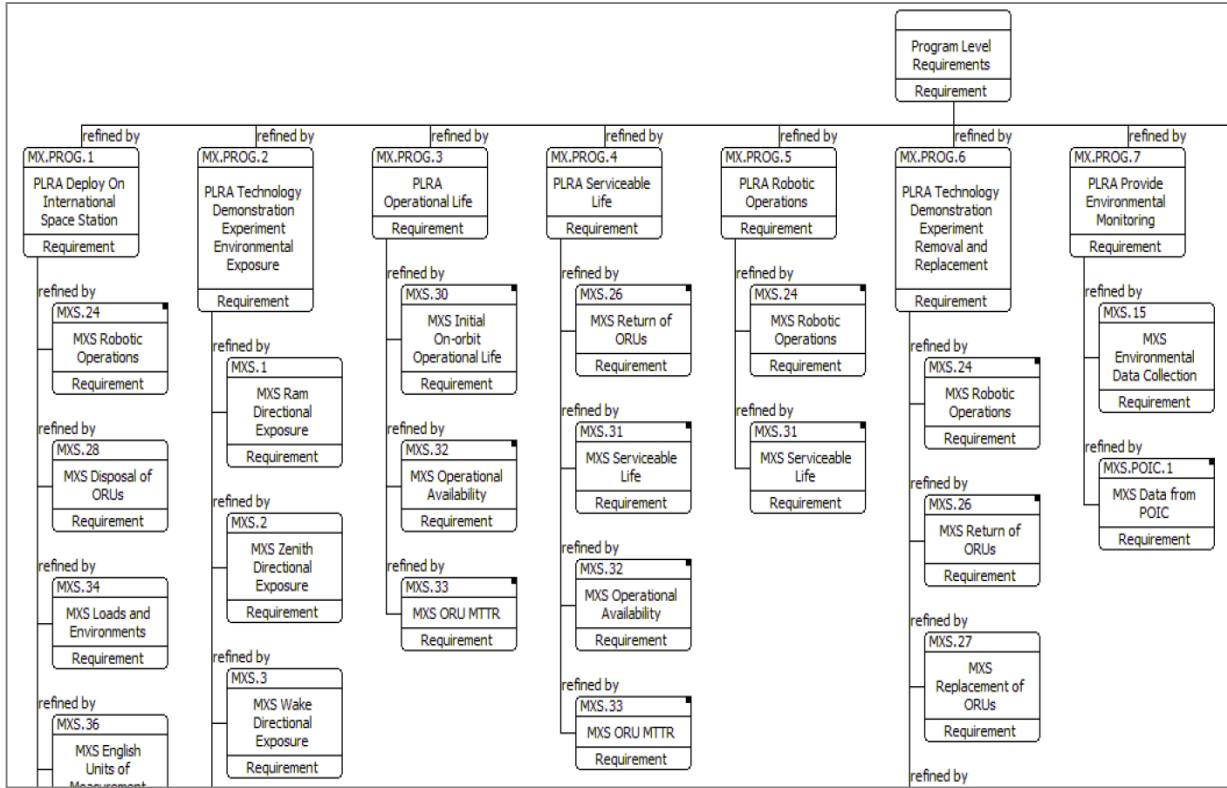 Program Level
Requirements
Requirement
refined by
MX.PROG.1
PLRA Deploy On
International
Space Station
Requirement
refined by
MXS.24
MXS Robotic
Operations
Requirement
refined by
MXS.28
MXS Disposal of
ORUs
Requirement
refined by
MXS.34
MXS Loads and
Environments
Requirement
refined by
MXS.36
MXS English
Units of
Measurement
refined by
MX.PROG.2
PLRA Technology
Demonstration
Experiment
Environmental
Exposure
Requirement
refined by
MXS.1
MXS Ram
Directional
Exposure
Requirement
refined by
MXS.2
MXS Zenith
Directional
Exposure
Requirement
refined by
MXS.3
MXS Wake
Directional
Exposure
Requirement
refined by
MX.PROG.3
PLRA
Operational Life
Requirement
refined by
MXS.30
MXS Initial
On-orbit
Operational Life
Requirement
refined by
MXS.32
MXS Operational
Availability
Requirement
refined by
MXS.33
MXS ORU MTTR
Requirement
refined by
MX.PROG.4
PLRA Serviceable
Life
Requirement
refined by
MXS.26
MXS Return of
ORUs
Requirement
refined by
MXS.31
MXS Serviceable
Life
Requirement
refined by
MXS.32
MXS Operational
Availability
Requirement
refined by
MXS.33
MXS ORU MTTR
Requirement
refined by
MX.PROG.5
PLRA Robotic
Operations
Requirement
refined by
MXS.24
MXS Robotic
Operations
Requirement
refined by
MXS.31
MXS Serviceable
Life
Requirement
refined by
MX.PROG.6
PLRA Technology
Demonstration
Experiment
Removal and
Replacement
Requirement
refined by
MXS.24
MXS Robotic
Operations
Requirement
refined by
MXS.26
MXS Return of
ORUs
Requirement
refined by
MXS.27
MXS
Replacement of
ORUs
Requirement
refined by
refined by
MX.PROG.7
PLRA Provide
Environmental
Monitoring
Requirement
refined by
MXS.15
MXS
Environmental
Data Collection
Requirement
refined by
MXS.POIC.1
MXS Data from
POIC
Requirement